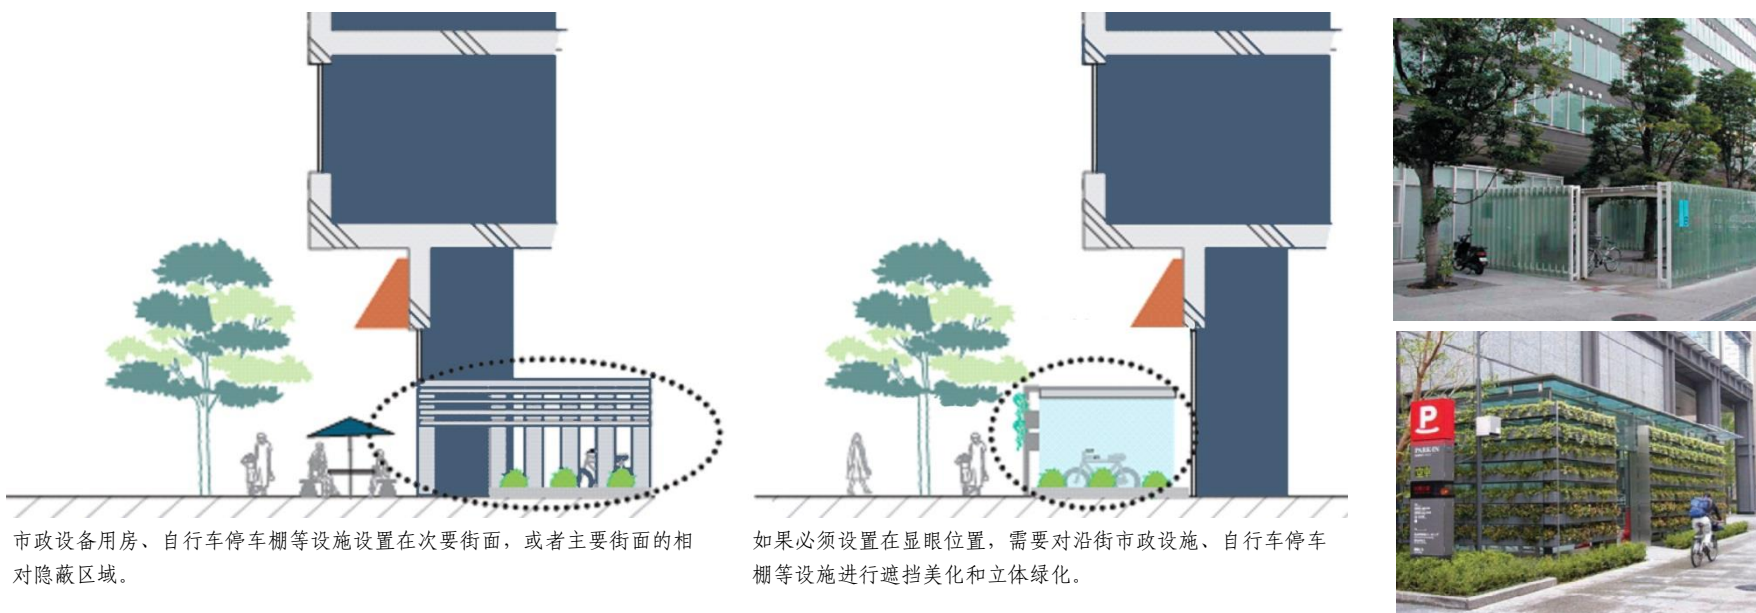 市政设备用房、自行车停车棚等设施设置在次要街面，或者主要街面的相
对隐蔽区域。
如果必须设置在显眼位置，需要对沿街市政设施、自行车停车
棚等设施进行遮挡美化和立体绿化。
P
PARK IN